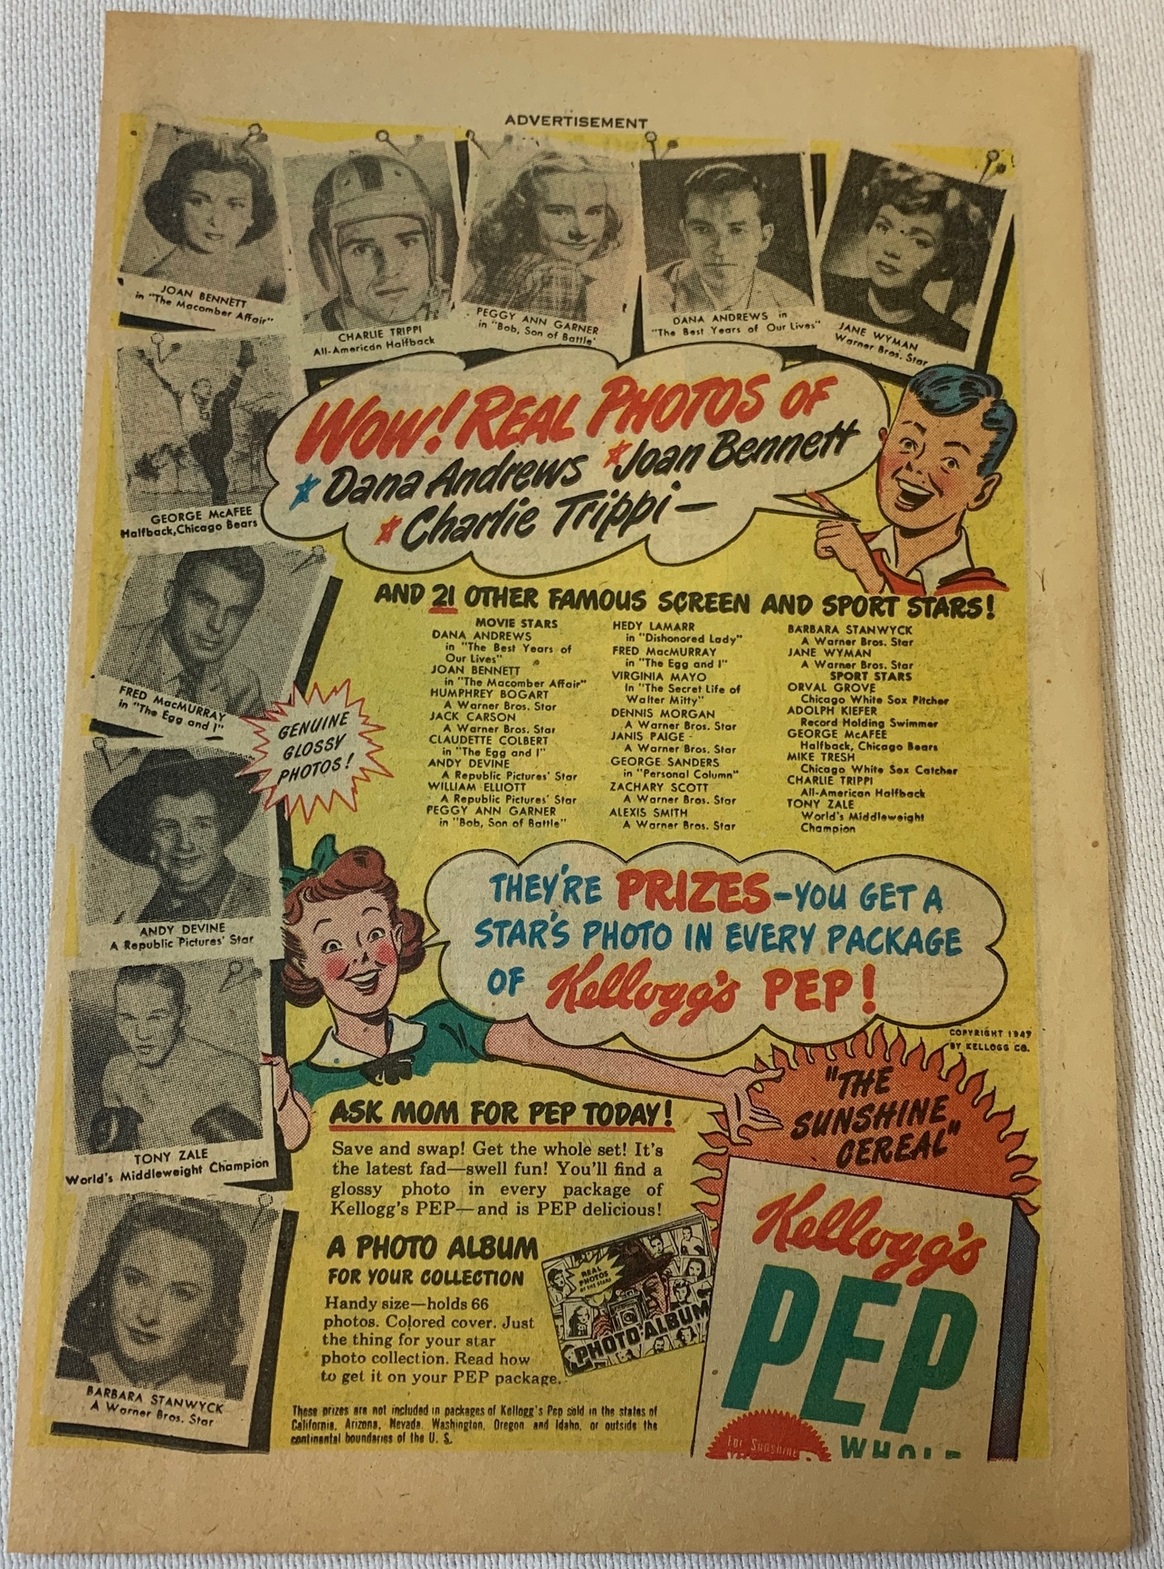 ADVERTISEMENT
JOAN BENNETT
in "The Macomber Affair"
CHARLIE TRIPPI
All-American Halfback
PEGGY ANN GARNER
in "Bob, Son of Battle"
DANA ANDREWS in
"The Best Years of Our Lives"
JANE WYMAN
Warner Bros. Star
GEORGE McAFEE
Halfback, Chicago Bears
FRED MacMURRAY
in "The Egg and I"
ANDY DEVINE
A Republic Pictures' Star
TONY ZALE
World's Middleweight Champion
BARBARA STANWYCK
A Warner Bros. Star
WOW! REAL PHOTOS OF
Dana Andrews Joan Bennett
Charlie Trippi—
AND 21 OTHER FAMOUS SCREEN AND SPORT STARS!
MOVIE STARS
DANA ANDREWS
in "The Best Years of
Our Lives"
JOAN BENNETT
in "The Macomber Affair"
HUMPHREY BOGART
A Warner Bros. Star
JACK CARSON
A Warner Bros. Star
CLAUDETTE COLBERT
in "The Egg and I"
ANDY DEVINE
A Republic Pictures' Star
WILLIAM ELLIOTT
A Republic Pictures' Star
PEGGY ANN GARNER
in "Bob, Son of Battle"
HEDY LAMARR
in "Dishonored Lady"
FRED MacMURRAY
in "The Egg and I"
VIRGINIA MAYO
In "The Secret Life of
Walter Mitty"
DENNIS MORGAN
A Warner Bros. Star
JANIS PAIGE
A Warner Bros. Star
GEORGE SANDERS
in "Personal Column"
ZACHARY SCOTT
A Warner Bros. Star
ALEXIS SMITH
A Warner Bros. Star
BARBARA STANWYCK
A Warner Bros. Star
JANE WYMAN
A Warner Bros. Star
SPORT STARS
ORVAL GROVE
Chicago White Sox Pitcher
ADOLPH KIEFER
Record Holding Swimmer
GEORGE McAFEE
Halfback, Chicago Bears
MIKE TRESH
Chicago White Sox Catcher
CHARLIE TRIPPI
All-American Halfback
TONY ZALE
World's Middleweight
Champion
GENUINE
GLOSSY
PHOTOS!
THEY'RE PRIZES—YOU GET A
STAR'S PHOTO IN EVERY PACKAGE
OF Kellogg's PEP!
COPYRIGHT 1947
BY KELLOGG CO.
ASK MOM FOR PEP TODAY!
Save and swap! Get the whole set! It's
the latest fad—swell fun! You'll find a
glossy photo in every package of
Kellogg's PEP—and is PEP delicious!
A PHOTO ALBUM
FOR YOUR COLLECTION
Handy size—holds 66
photos. Colored cover. Just
the thing for your star
photo collection. Read how
to get it on your PEP package.
REAL
PHOTOS
OF THE STARS
PHOTO ALBUM
These prizes are not included in packages of Kellogg's Pep sold in the states of
California, Arizona, Nevada, Washington, Oregon and Idaho, or outside the
continental boundaries of the U. S.
"THE
SUNSHINE
CEREAL"
Kellogg's
PEP
For Sunshine
WHOLE